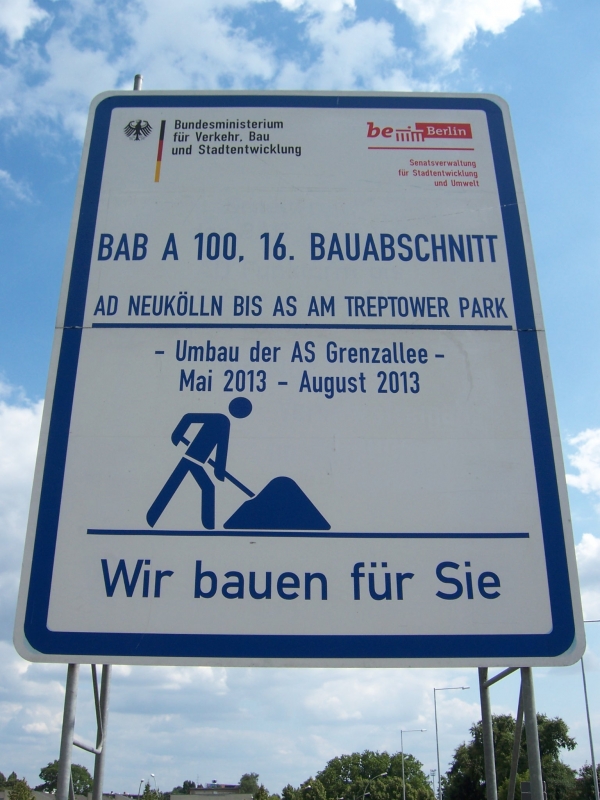 Bundesministerium
für Verkehr, Bau
und Stadtentwicklung
be Berlin
Senatsverwaltung
für Stadtentwicklung
und Umwelt
BAB A 100, 16. BAUABSCHNITT
AD NEUKÖLLN BIS AS AM TREPTOWER PARK
- Umbau der AS Grenzallee -
Mai 2013 - August 2013
Wir bauen für Sie